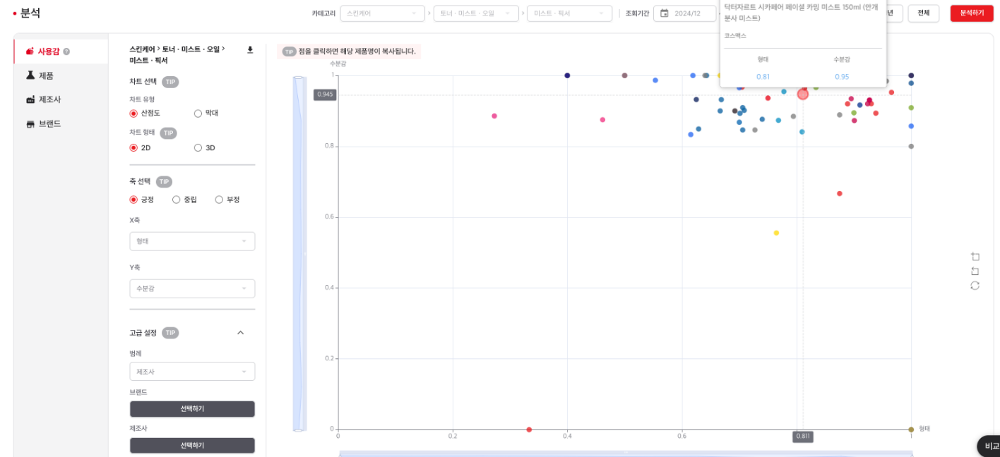 분석
카테고리 스킨케어 > 토너 · 미스트 · 오일 > 미스트 · 픽서 조회기간 2024/12
년 전체 분석하기
닥터자르트 시카페어 페이셜 카밍 미스트 150ml (안개
분사 미스트)
코스맥스
형태 수분감
0.81 0.95
사용감 ?
제품
제조사
브랜드
스킨케어 > 토너 · 미스트 · 오일 >
미스트 · 픽서
차트 선택 TIP
차트 유형
산점도 막대
차트 형태 TIP
2D 3D
축 선택 TIP
긍정 중립 부정
X축
형태
Y축
수분감
고급 설정 TIP
범례
제조사
브랜드
선택하기
제조사
선택하기
TIP 점을 클릭하면 해당 제품명이 복사됩니다.
수분감
1
0.945
0.8
0.6
0.4
0.2
0
0 0.2 0.4 0.6 0.811 1
형태
비교